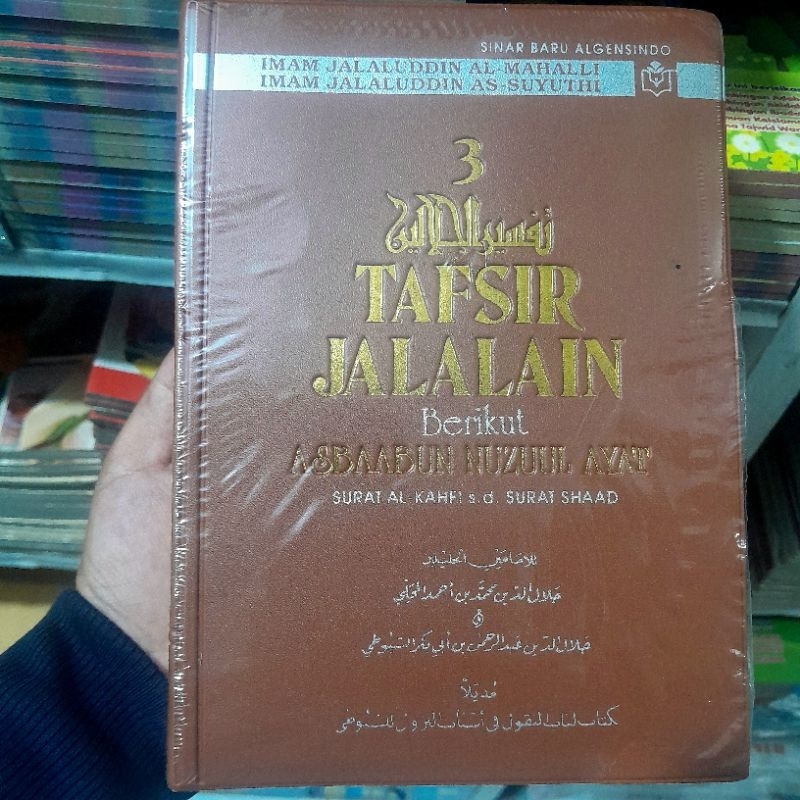 SINAR BARU ALGENSINDO
IMAM JALALUDDIN AL-MAHALLI
IMAM JALALUDDIN AS-SUYUTHI
3
تفسير الجلالين
TAFSIR
JALALAIN
Berikut
ASBAABUN NUZUUL AYAT
SURAT AL-KAHFI s.d. SURAT SHAAD
للإمامين الجليلين
جلال الدين محمد بن أحمد المحلي
و
جلال الدين عبد الرحمن بن أبي بكر السيوطي
مذيلا
كتاب لباب النقول في أسباب النزول للسيوطي